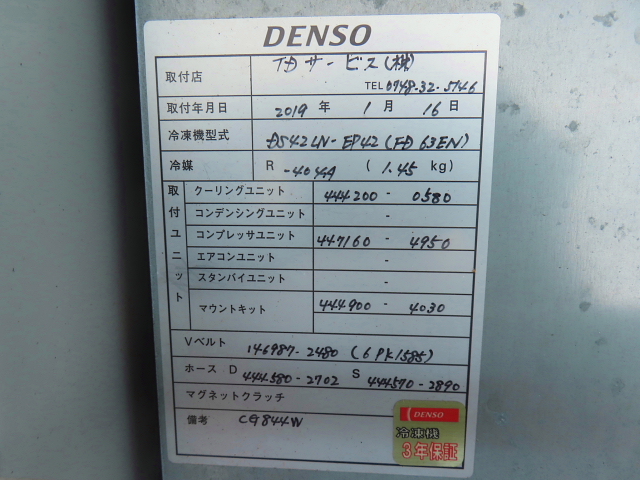 DENSO
取付店 TDサービス(株)
TEL 0948.32.5146
取付年月日 2019 年 1 月 16 日
冷凍機型式 DS42LN-EP42 (FD63EN)
冷媒 R -404A ( 1.45 kg)
取付ユニット
クーリングユニット 444200 - 0580
コンデンシングユニット -
コンプレッサユニット 447160 - 4950
エアコンユニット -
スタンバイユニット -
マウントキット 444900 - 4030
Vベルト 146987-2480 (6PK1585)
ホース D 444580-2702 S 444570-2890
マグネットクラッチ
備考 CG844W
DENSO
冷凍機
3年保証